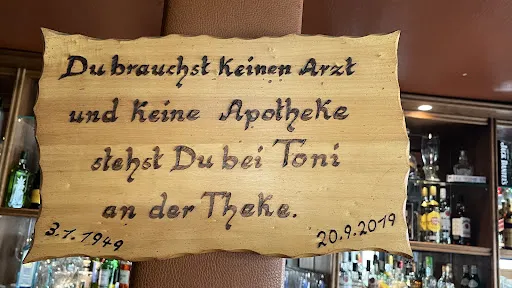 Du brauchst keinen Arzt
und keine Apotheke
stehst Du bei Toni
an der Theke.
3.1.1949
20.9.2019